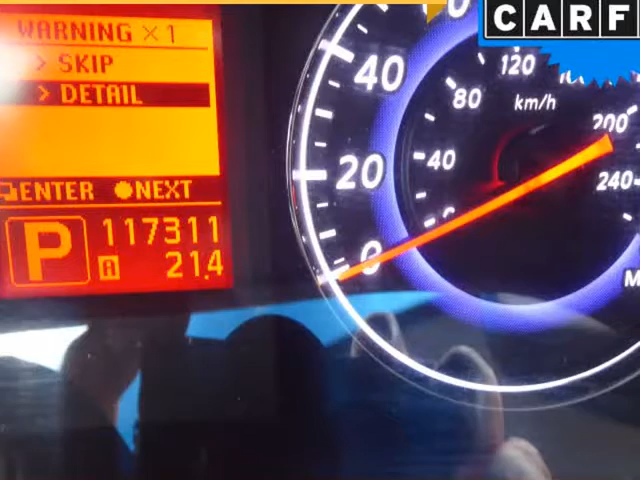 WARNING ×1
> SKIP
> DETAIL
ENTER NEXT
P 117311
A 21.4
40
20
0
120
80
km/h
200
40
240
0
CARF